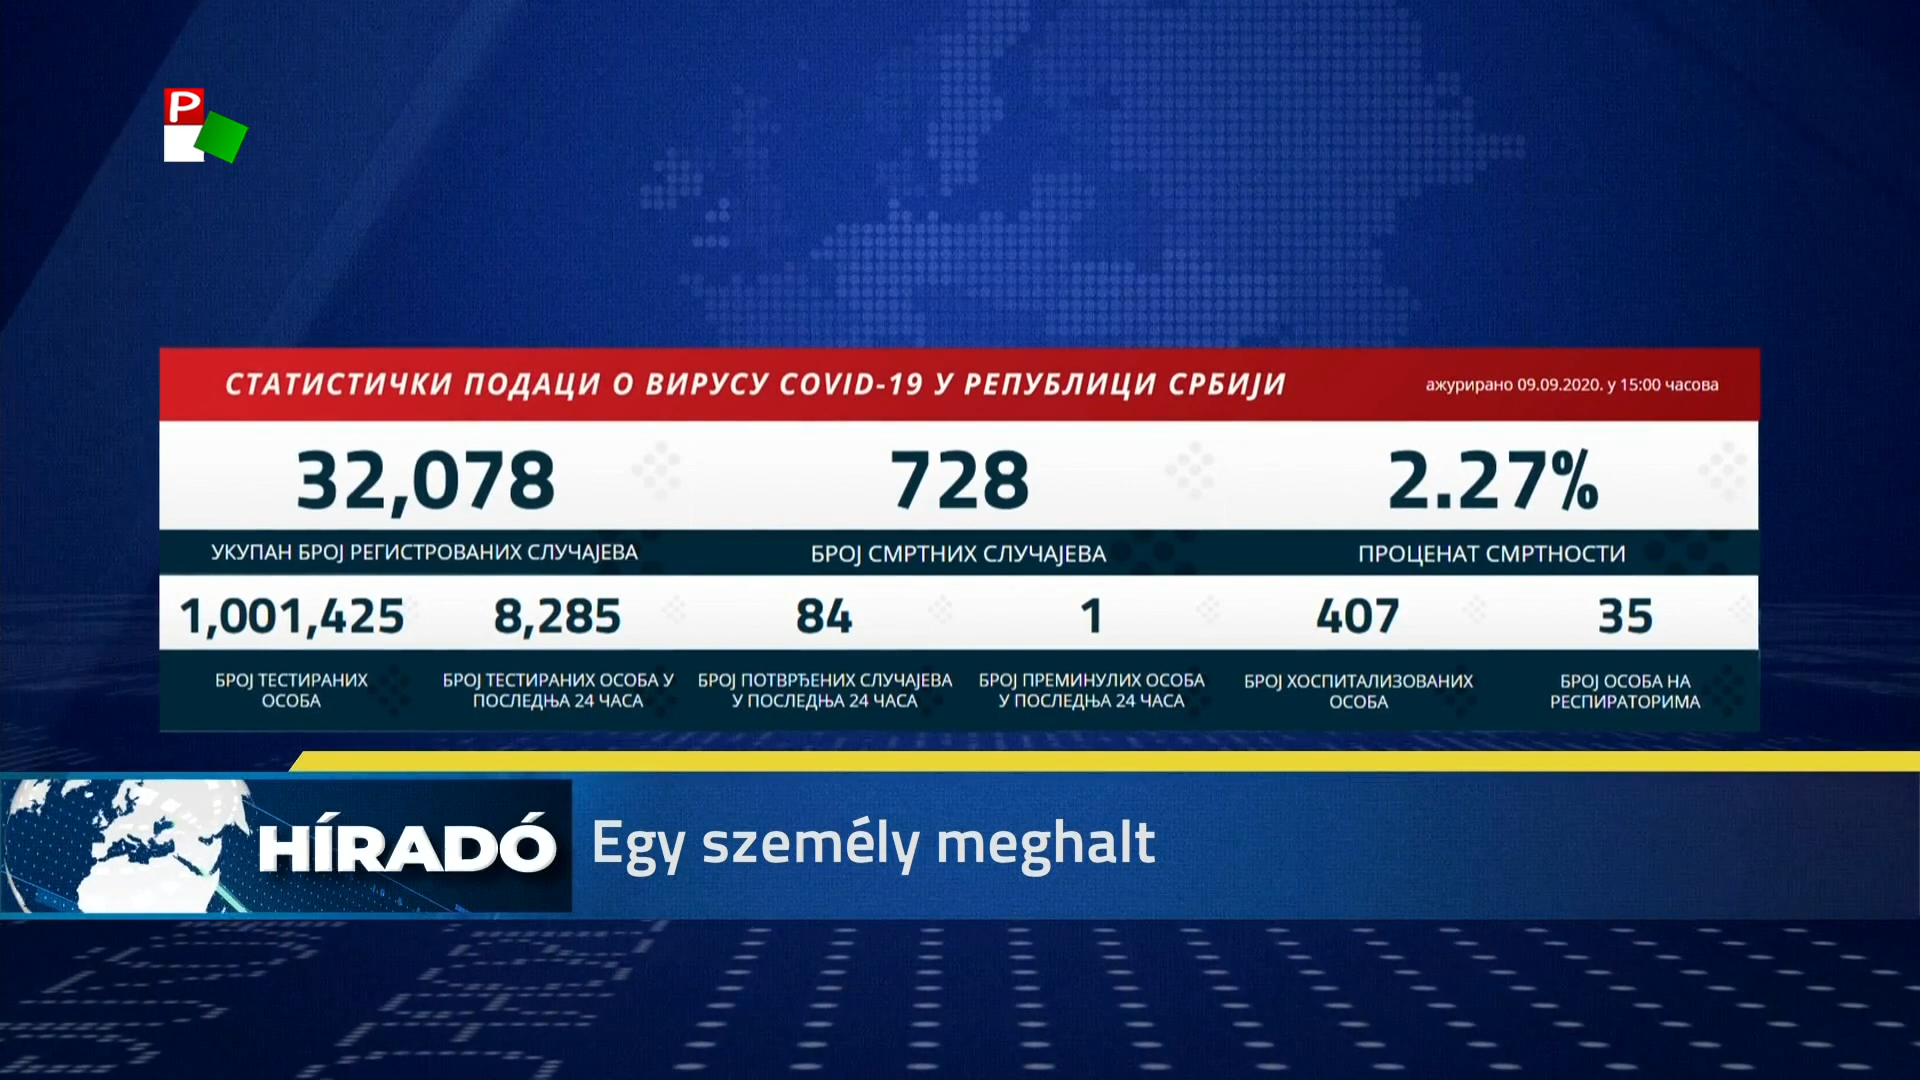 P
СТАТИСТИЧКИ ПОДАЦИ О ВИРУСУ COVID-19 У РЕПУБЛИЦИ СРБИЈИ
ажурирано 09.09.2020. у 15:00 часова
32,078
728
2.27%
УКУПАН БРОЈ РЕГИСТРОВАНИХ СЛУЧАЈЕВА
БРОЈ СМРТНИХ СЛУЧАЈЕВА
ПРОЦЕНАТ СМРТНОСТИ
1,001,425
8,285
84
1
407
35
БРОЈ ТЕСТИРАНИХ
ОСОБА
БРОЈ ТЕСТИРАНИХ ОСОБА У
ПОСЛЕДЊА 24 ЧАСА
БРОЈ ПОТВРЂЕНИХ СЛУЧАЈЕВА
У ПОСЛЕДЊА 24 ЧАСА
БРОЈ ПРЕМИНУЛИХ ОСОБА
У ПОСЛЕДЊА 24 ЧАСА
БРОЈ ХОСПИТАЛИЗОВАНИХ
ОСОБА
БРОЈ ОСОБА НА
РЕСПИРАТОРИМА
HÍRADÓ
Egy személy meghalt